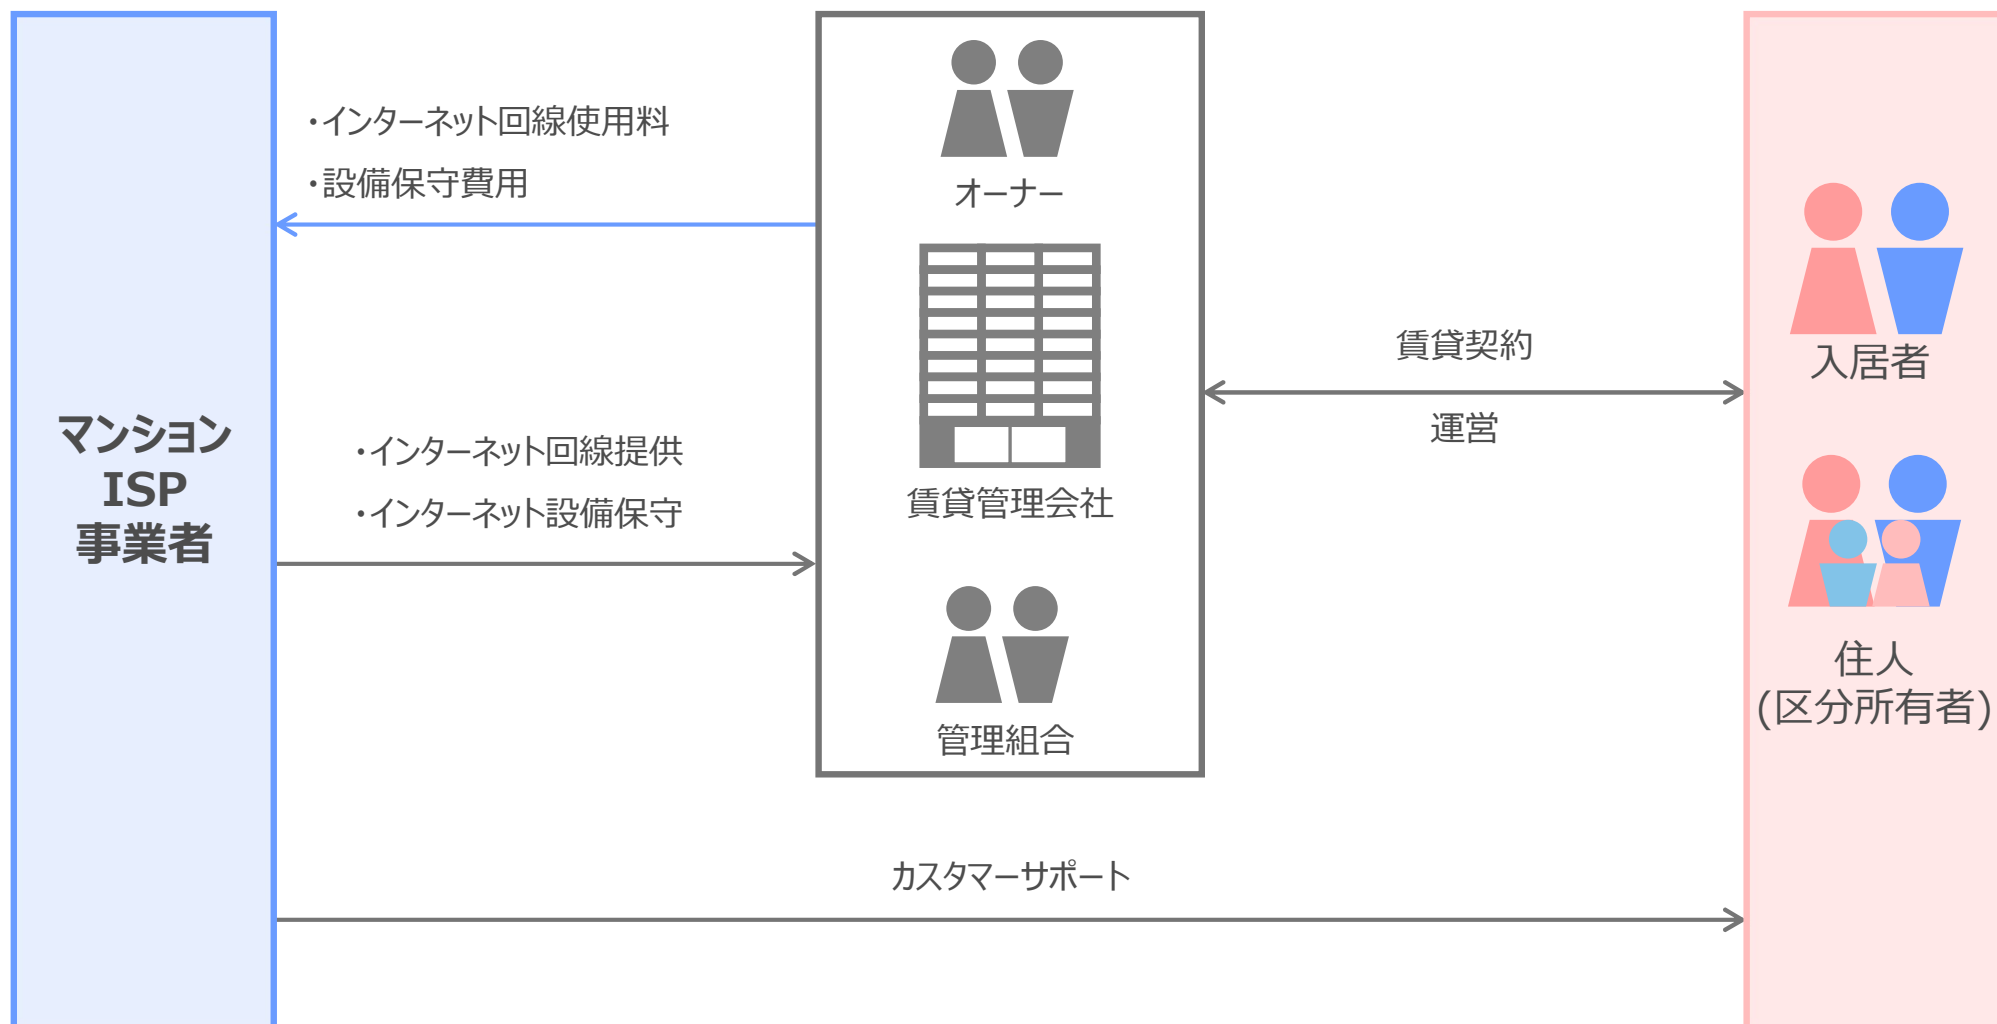 マンション
ISP
事業者
・インターネット回線使用料
・設備保守費用
・インターネット回線提供
・インターネット設備保守
オーナー
賃貸管理会社
管理組合
賃貸契約
運営
カスタマーサポート
入居者
住人
(区分所有者)